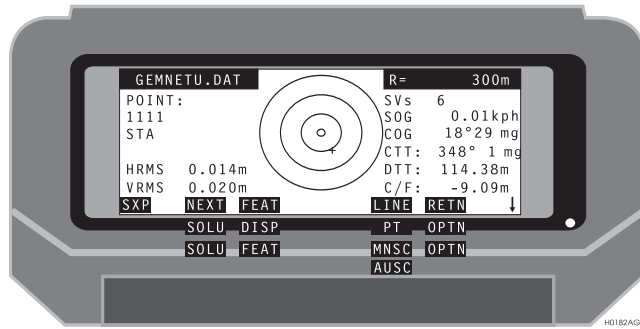 GEMNETU.DAT R= 300m
POINT: SVs 6
1111 SOG 0.01kph
STA COG 18°29 mg
CTT: 348° 1 mg
HRMS 0.014m DTT: 114.38m
VRMS 0.020m C/F: -9.09m
SXP NEXT FEAT LINE RETN ↓
SOLU DISP PT OPTN
SOLU FEAT MNSC OPTN
AUSC
H0182AG